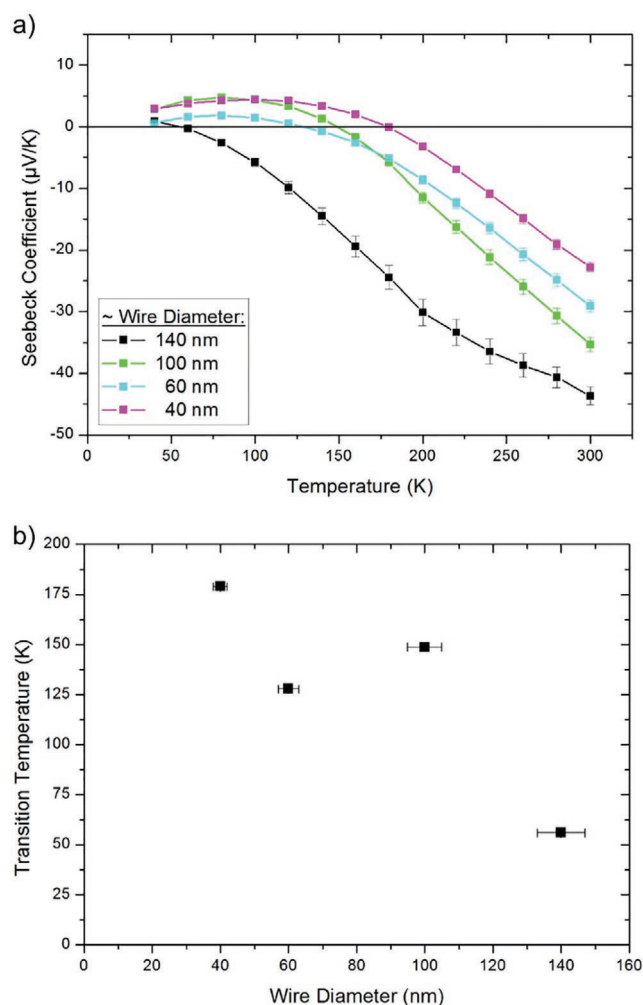 a)
10
0
-10
-20
-30
-40
-50
Seebeck Coefficient (µV/K)
~ Wire Diameter:
140 nm
100 nm
60 nm
40 nm
0 50 100 150 200 250 300
Temperature (K)
b)
200
175
150
125
100
75
50
25
0
Transition Temperature (K)
0 20 40 60 80 100 120 140 160
Wire Diameter (nm)